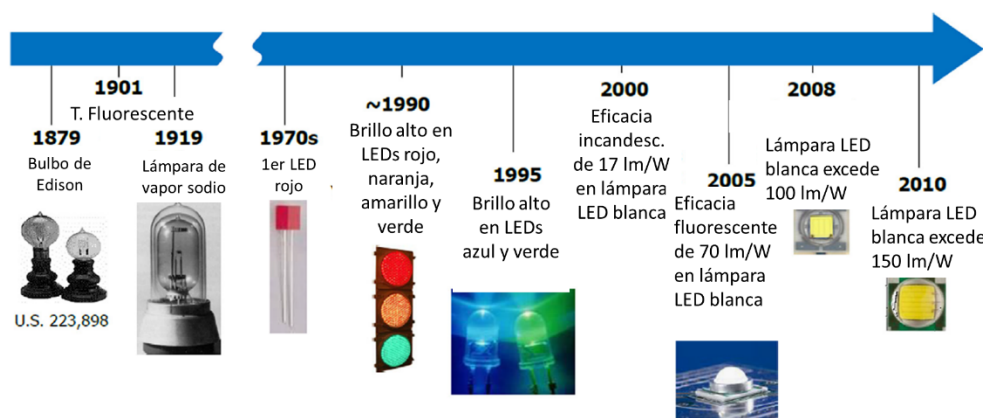 1879
Bulbo de
Edison
U.S. 223,898
1901
T. Fluorescente
1919
Lámpara de
vapor sodio
1970s
1er LED
rojo
~1990
Brillo alto en
LEDs rojo,
naranja,
amarillo y
verde
1995
Brillo alto
en LEDs
azul y verde
2000
Eficacia
incandesc.
de 17 lm/W
en lámpara
LED blanca
2005
Eficacia
fluorescente
de 70 lm/W
en lámpara
LED blanca
2008
Lámpara LED
blanca excede
100 lm/W
2010
Lámpara LED
blanca excede
150 lm/W